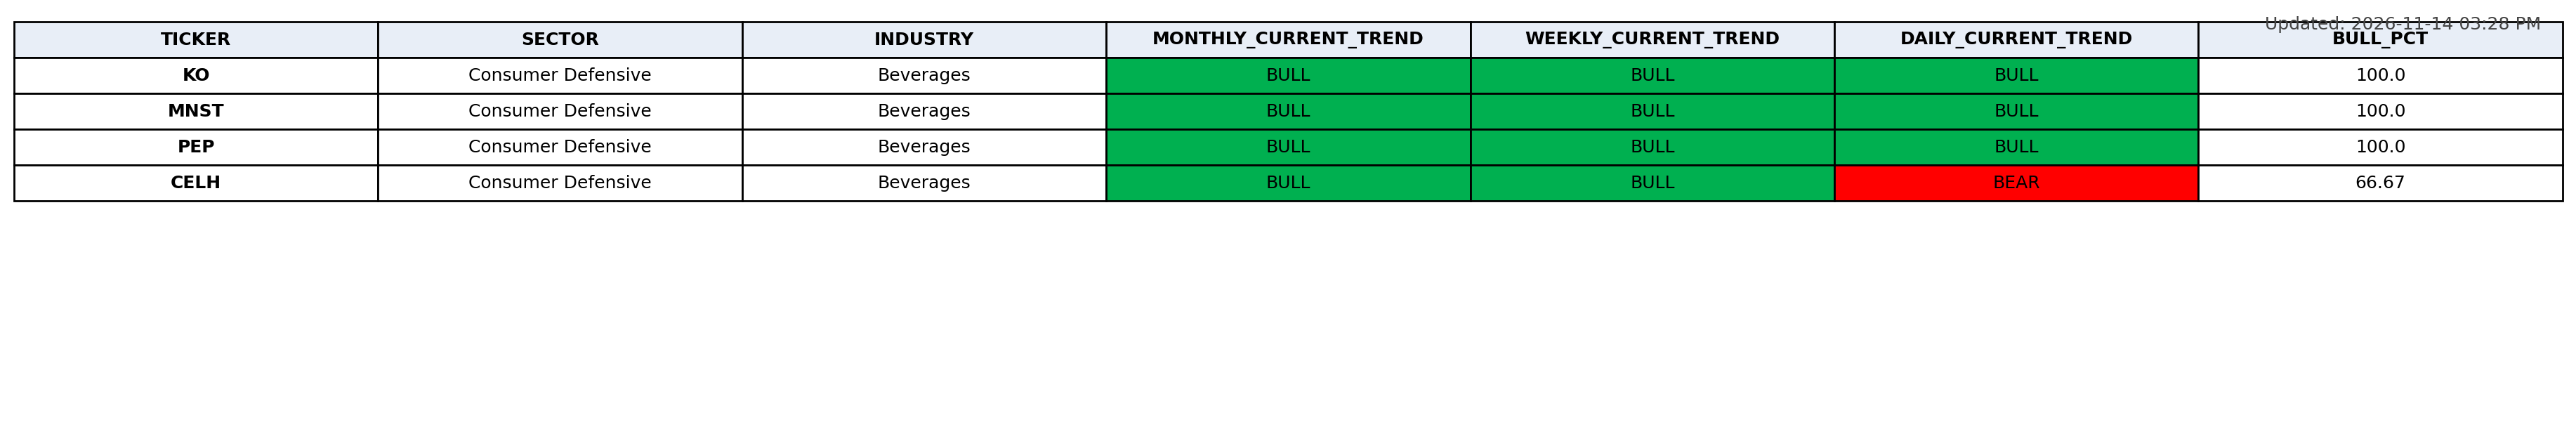 Updated: 2026-11-14 03:28 PM
TICKER SECTOR INDUSTRY MONTHLY_CURRENT_TREND WEEKLY_CURRENT_TREND DAILY_CURRENT_TREND BULL_PCT
KO Consumer Defensive Beverages BULL BULL BULL 100.0
MNST Consumer Defensive Beverages BULL BULL BULL 100.0
PEP Consumer Defensive Beverages BULL BULL BULL 100.0
CELH Consumer Defensive Beverages BULL BULL BEAR 66.67